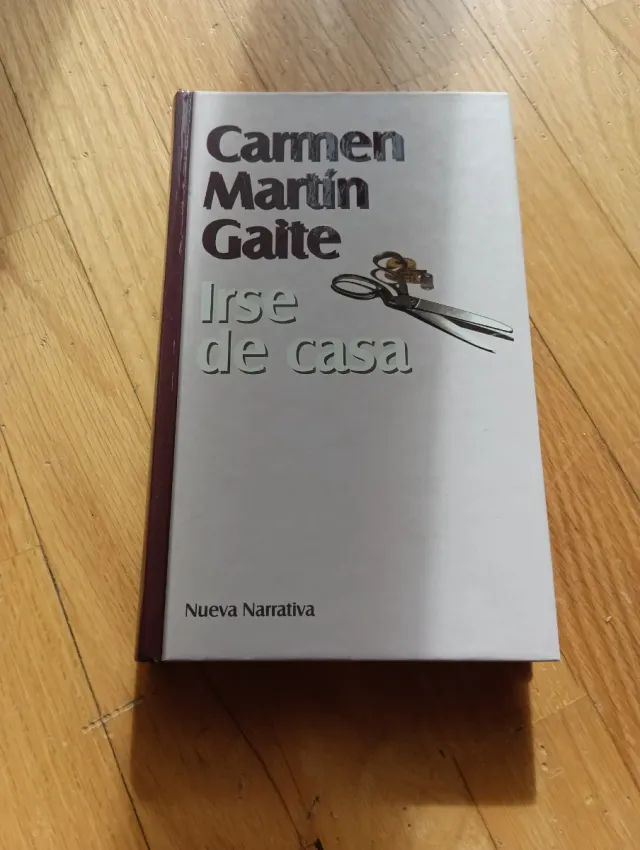 Carmen
Martín
Gaite
Irse
de casa
Nueva Narrativa